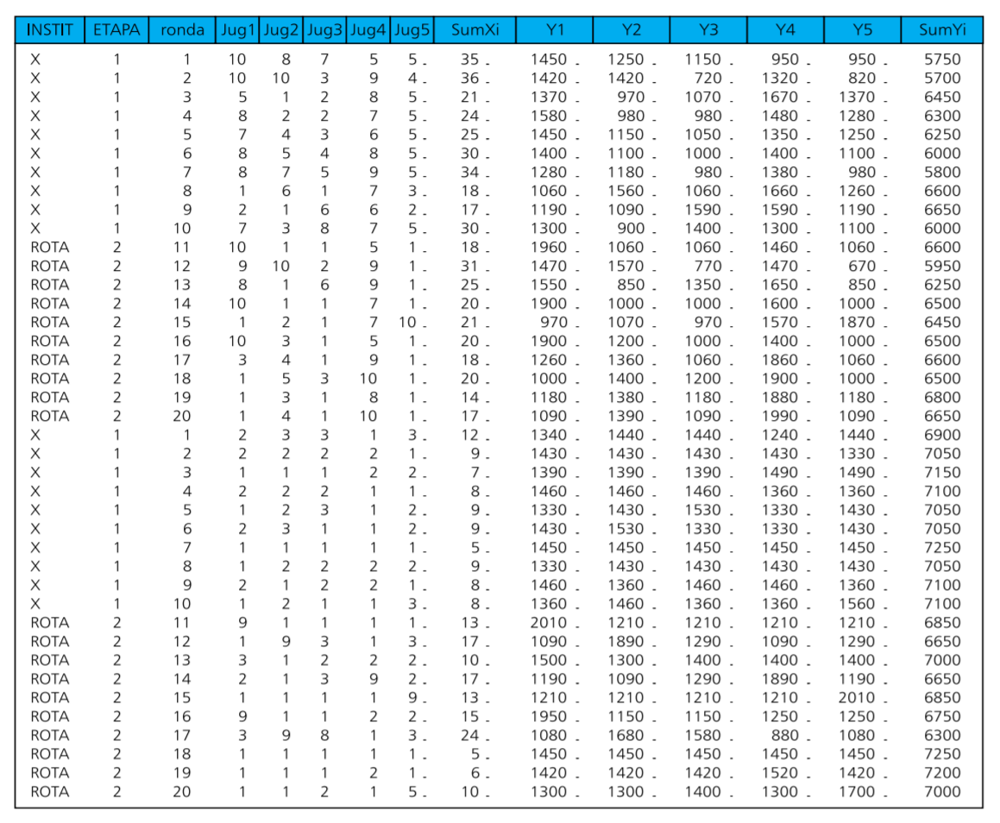 INSTIT ETAPA ronda Jug1 Jug2 Jug3 Jug4 Jug5 SumXi Y1 Y2 Y3 Y4 Y5 SumYi
X 1 1 10 8 7 5 5 - 35 - 1450 - 1250 - 1150 - 950 - 950 - 5750
X 1 2 10 10 3 9 4 - 36 - 1420 - 1420 - 720 - 1320 - 820 - 5700
X 1 3 5 1 2 8 5 - 21 - 1370 - 970 - 1070 - 1670 - 1370 - 6450
X 1 4 8 2 2 7 5 - 24 - 1580 - 980 - 980 - 1480 - 1280 - 6300
X 1 5 7 4 3 6 5 - 25 - 1450 - 1150 - 1050 - 1350 - 1250 - 6250
X 1 6 8 5 4 8 5 - 30 - 1400 - 1100 - 1000 - 1400 - 1100 - 6000
X 1 7 8 7 5 9 5 - 34 - 1280 - 1180 - 980 - 1380 - 980 - 5800
X 1 8 1 6 1 7 3 - 18 - 1060 - 1560 - 1060 - 1660 - 1260 - 6600
X 1 9 2 1 6 6 2 - 17 - 1190 - 1090 - 1590 - 1590 - 1190 - 6650
X 1 10 7 3 8 7 5 - 30 - 1300 - 900 - 1400 - 1300 - 1100 - 6000
ROTA 2 11 10 1 1 5 1 - 18 - 1960 - 1060 - 1060 - 1460 - 1060 - 6600
ROTA 2 12 9 10 2 9 1 - 31 - 1470 - 1570 - 770 - 1470 - 670 - 5950
ROTA 2 13 8 1 6 9 1 - 25 - 1550 - 850 - 1350 - 1650 - 850 - 6250
ROTA 2 14 10 1 1 7 1 - 20 - 1900 - 1000 - 1000 - 1600 - 1000 - 6500
ROTA 2 15 1 2 1 7 10 - 21 - 970 - 1070 - 970 - 1570 - 1870 - 6450
ROTA 2 16 10 3 1 5 1 - 20 - 1900 - 1200 - 1000 - 1400 - 1000 - 6500
ROTA 2 17 3 4 1 9 1 - 18 - 1260 - 1360 - 1060 - 1860 - 1060 - 6600
ROTA 2 18 1 5 3 10 1 - 20 - 1000 - 1400 - 1200 - 1900 - 1000 - 6500
ROTA 2 19 1 3 1 8 1 - 14 - 1180 - 1380 - 1180 - 1880 - 1180 - 6800
ROTA 2 20 1 4 1 10 1 - 17 - 1090 - 1390 - 1090 - 1990 - 1090 - 6650
X 1 1 2 3 3 1 3 - 12 - 1340 - 1440 - 1440 - 1240 - 1440 - 6900
X 1 2 2 2 2 2 1 - 9 - 1430 - 1430 - 1430 - 1430 - 1330 - 7050
X 1 3 1 1 1 2 2 - 7 - 1390 - 1390 - 1390 - 1490 - 1490 - 7150
X 1 4 2 2 2 1 1 - 8 - 1460 - 1460 - 1460 - 1360 - 1360 - 7100
X 1 5 1 2 3 1 2 - 9 - 1330 - 1430 - 1530 - 1330 - 1430 - 7050
X 1 6 2 3 1 1 2 - 9 - 1430 - 1530 - 1330 - 1330 - 1430 - 7050
X 1 7 1 1 1 1 1 - 5 - 1450 - 1450 - 1450 - 1450 - 1450 - 7250
X 1 8 1 2 2 2 2 - 9 - 1330 - 1430 - 1430 - 1430 - 1430 - 7050
X 1 9 2 1 2 2 1 - 8 - 1460 - 1360 - 1460 - 1460 - 1360 - 7100
X 1 10 1 2 1 1 3 - 8 - 1360 - 1460 - 1360 - 1360 - 1560 - 7100
ROTA 2 11 9 1 1 1 1 - 13 - 2010 - 1210 - 1210 - 1210 - 1210 - 6850
ROTA 2 12 1 9 3 1 3 - 17 - 1090 - 1890 - 1290 - 1090 - 1290 - 6650
ROTA 2 13 3 1 2 2 2 - 10 - 1500 - 1300 - 1400 - 1400 - 1400 - 7000
ROTA 2 14 2 1 3 9 2 - 17 - 1190 - 1090 - 1290 - 1890 - 1190 - 6650
ROTA 2 15 1 1 1 1 9 - 13 - 1210 - 1210 - 1210 - 1210 - 2010 - 6850
ROTA 2 16 9 1 1 2 2 - 15 - 1950 - 1150 - 1150 - 1250 - 1250 - 6750
ROTA 2 17 3 9 8 1 3 - 24 - 1080 - 1680 - 1580 - 880 - 1080 - 6300
ROTA 2 18 1 1 1 1 1 - 5 - 1450 - 1450 - 1450 - 1450 - 1450 - 7250
ROTA 2 19 1 1 1 2 1 - 6 - 1420 - 1420 - 1420 - 1520 - 1420 - 7200
ROTA 2 20 1 1 2 1 5 - 10 - 1300 - 1300 - 1400 - 1300 - 1700 - 7000